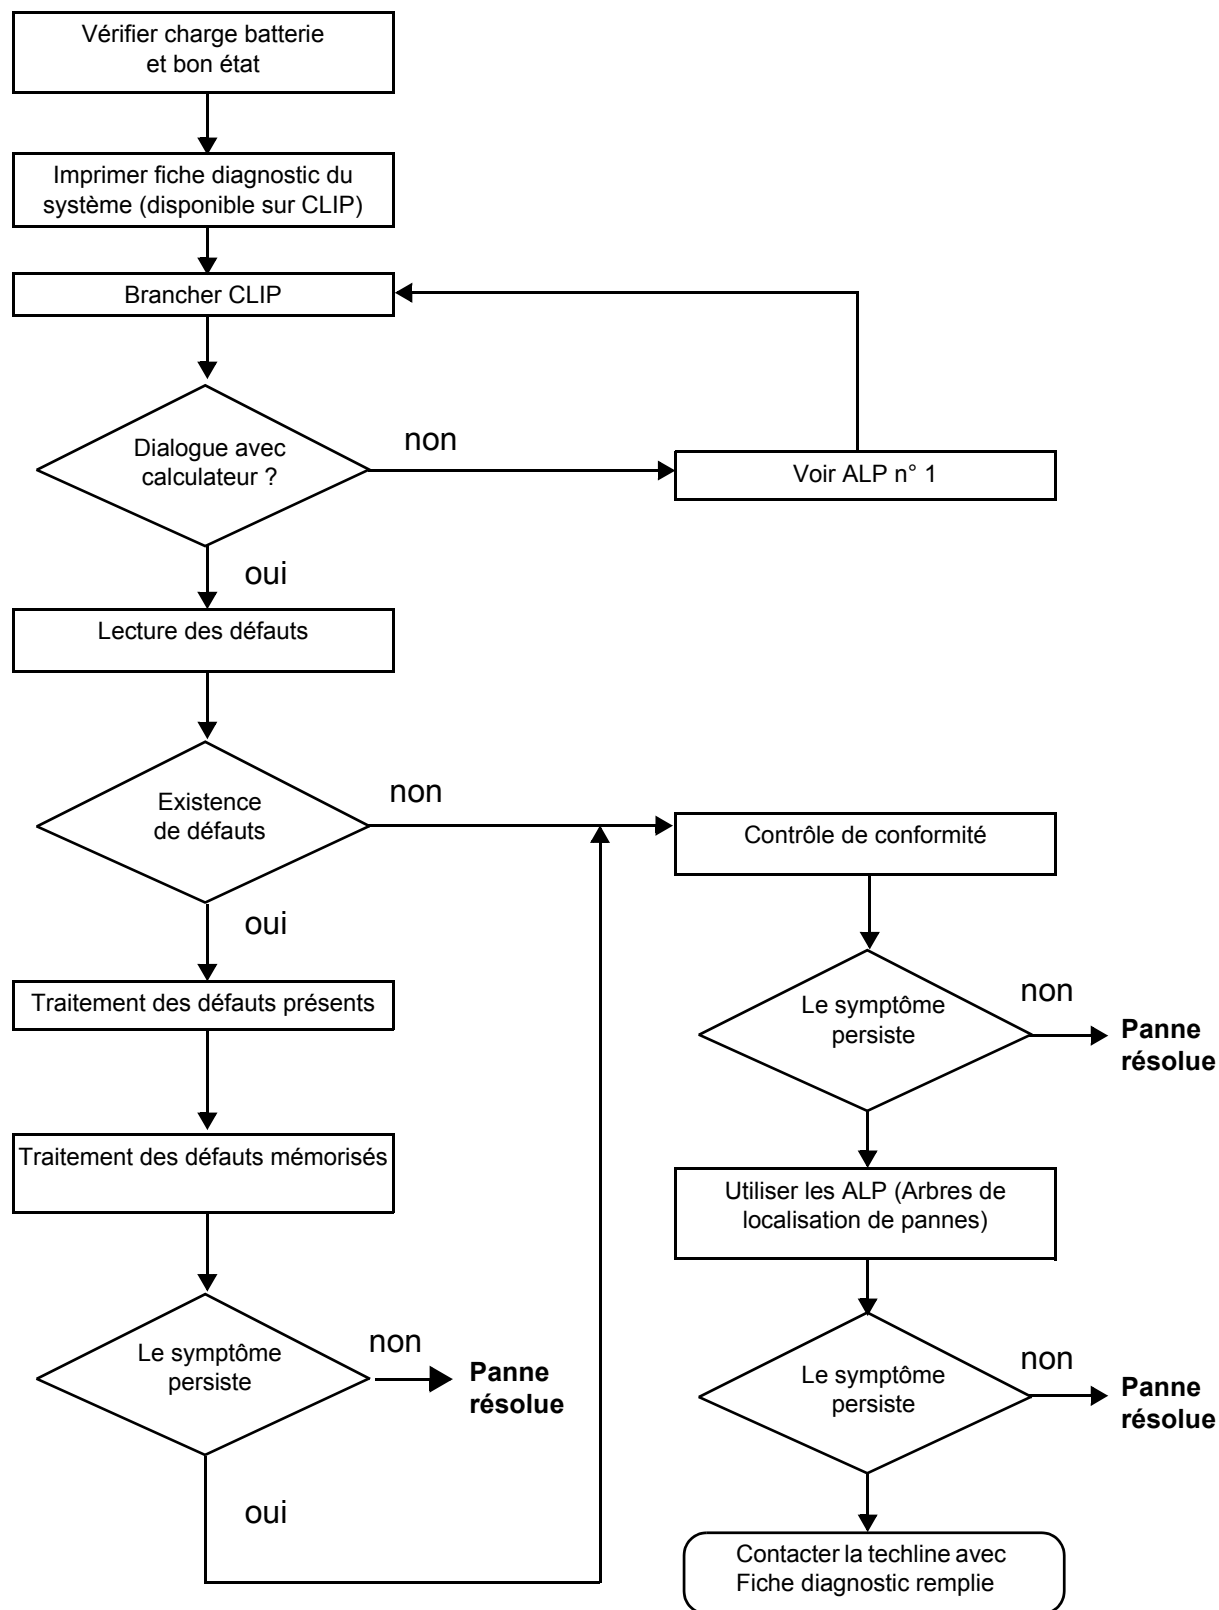 Vérifier charge batterie
et bon état
Imprimer fiche diagnostic du
système (disponible sur CLIP)
Brancher CLIP
Dialogue avec
calculateur ?
non
Voir ALP n° 1
oui
Lecture des défauts
Existence
de défauts
non
oui
Traitement des défauts présents
Traitement des défauts mémorisés
Le symptôme
persiste
non
Panne
résolue
oui
Contrôle de conformité
Le symptôme
persiste
non
Panne
résolue
Utiliser les ALP (Arbres de
localisation de pannes)
Le symptôme
persiste
non
Panne
résolue
Contacter la techline avec
Fiche diagnostic remplie